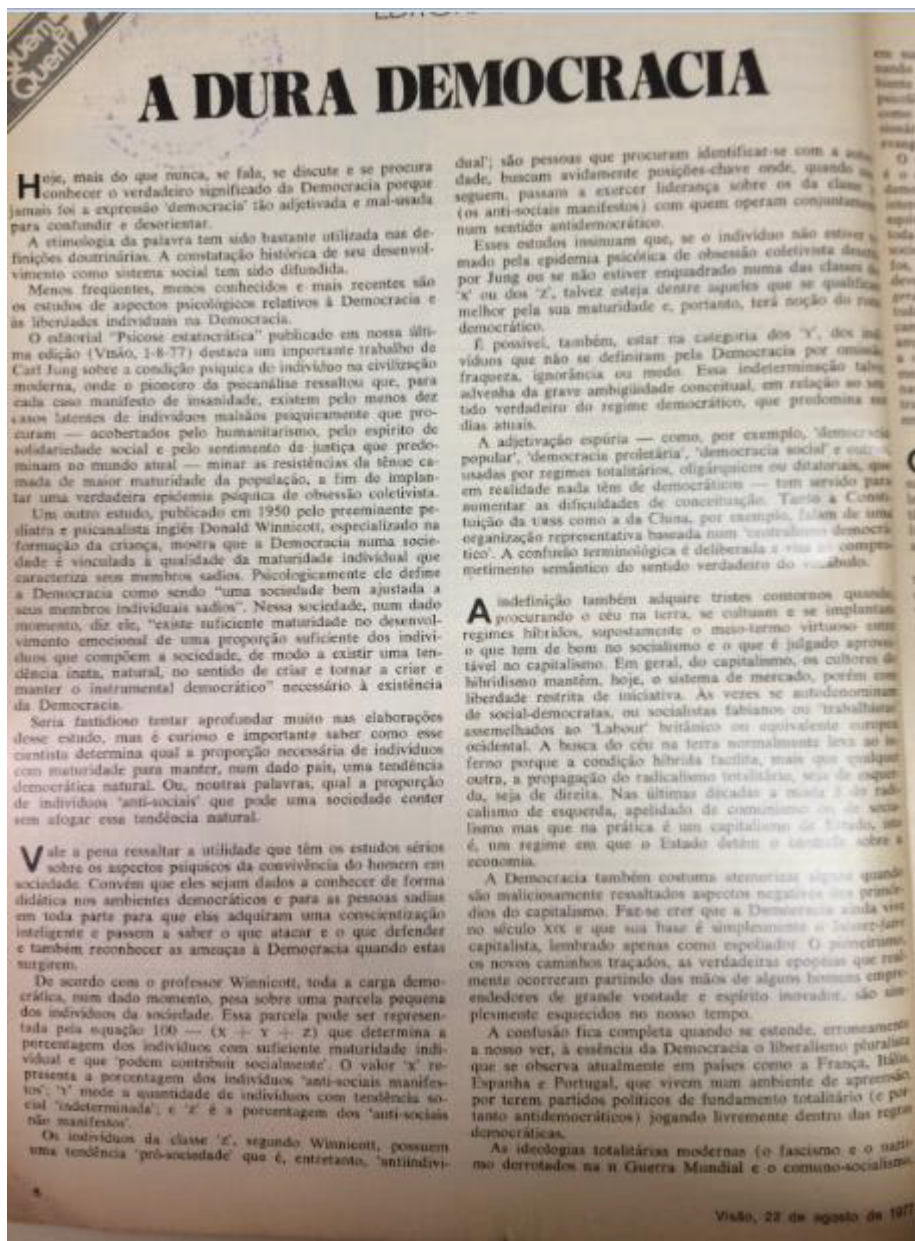 Quem é
Quem
A DURA DEMOCRACIA
Hoje, mais do que nunca, se fala, se discute e se procura
conhecer o verdadeiro significado da Democracia porque
jamais foi a expressão 'democracia' tão adjetivada e mal-usada
para confundir e desorientar.
A etimologia da palavra tem sido bastante utilizada nas de-
finições doutrinárias. A constatação histórica de seu desenvol-
vimento como sistema social tem sido difundida.
Menos freqüentes, menos conhecidos e mais recentes são
os estudos de aspectos psicológicos relativos à Democracia e
às liberdades individuais na Democracia.
O editorial "Psicose estatocrática" publicado em nossa últi-
ma edição (VISÃO, 1-8-77) destaca um importante trabalho de
Carl Jung sobre a condição psíquica do indivíduo na civilização
moderna, onde o pioneiro da psicanálise ressaltou que, para
cada caso manifesto de insanidade, existem pelo menos dez
casos latentes de indivíduos malsãos psiquicamente que pro-
curam — acobertados pelo humanitarismo, pelo espírito de
solidariedade social e pelo sentimento da justiça que predo-
minam no mundo atual — minar as resistências da tênue ca-
mada de maior maturidade da população, a fim de implan-
tar uma verdadeira epidemia psíquica de obsessão coletivista.
Um outro estudo, publicado em 1950 pelo preeminente pe-
diatra e psicanalista inglês Donald Winnicott, especializado na
formação da criança, mostra que a Democracia numa socie-
dade é vinculada à qualidade da maturidade individual que
caracteriza seus membros sadios. Psicologicamente ele define
a Democracia como sendo "uma sociedade bem ajustada a
seus membros individuais sadios". Nessa sociedade, num dado
momento, diz ele, "existe suficiente maturidade no desenvol-
vimento emocional de uma proporção suficiente dos indiví-
duos que compõem a sociedade, de modo a existir uma ten-
dência inata, natural, no sentido de criar e tornar a criar e
manter o instrumental democrático" necessário à existência
da Democracia.
Seria fastidioso tentar aprofundar muito nas elaborações
desse estudo, mas é curioso e importante saber como esse
cientista determina qual a proporção necessária de indivíduos
com maturidade para manter, num dado país, uma tendência
democrática natural. Ou, noutras palavras, qual a proporção
de indivíduos 'anti-sociais' que pode uma sociedade conter
sem afogar essa tendência natural.
Vale a pena ressaltar a utilidade que têm os estudos sérios
sobre os aspectos psíquicos da convivência do homem em
sociedade. Convém que eles sejam dados a conhecer de forma
didática nos ambientes democráticos e para as pessoas sadias
em toda parte para que elas adquiram uma conscientização
inteligente e passem a saber o que atacar e o que defender
e também reconhecer as ameaças à Democracia quando estas
surgirem.
De acordo com o professor Winnicott, toda a carga demo-
crática, num dado momento, pesa sobre uma parcela pequena
dos indivíduos da sociedade. Essa parcela pode ser represen-
tada pela equação 100 — (X + Y + Z) que determina a
porcentagem dos indivíduos com suficiente maturidade indi-
vidual e que 'podem contribuir socialmente'. O valor 'X' re-
presenta a porcentagem dos indivíduos 'anti-sociais manifes-
tos'; 'Y' mede a quantidade de indivíduos com tendência so-
cial 'indeterminada'; e 'Z' é a porcentagem dos 'anti-sociais
não manifestos'.
Os indivíduos da classe 'Z', segundo Winnicott, possuem
uma tendência 'pró-sociedade' que é, entretanto, 'antiindivi-
dual'; são pessoas que procuram identificar-se com a
dade, buscam avidamente posições-chave onde, quando
seguem, passam a exercer liderança sobre os da classe
(os anti-sociais manifestos) com quem operam conjuntamente
num sentido antidemocrático.
Esses estudos insinuam que, se o indivíduo não estiver
mado pela epidemia psicótica de obsessão coletivista
por Jung ou se não estiver enquadrado numa das classes
'X' ou dos 'Z', talvez esteja dentre aqueles que se
melhor pela sua maturidade e, portanto, terá noção do
democrático.
É possível, também, estar na categoria dos 'Y', dos
víduos que não se definiram pela Democracia por
fraqueza, ignorância ou medo. Essa indeterminação
advenha da grave ambigüidade conceitual, em relação ao
tido verdadeiro do regime democrático, que predomina
dias atuais.
A adjetivação espúria — como, por exemplo, 'democracia
popular', 'democracia proletária', 'democracia social' e
usadas por regimes totalitários, oligárquicos ou ditatoriais, que
em realidade nada têm de democráticos — tem servido para
aumentar as dificuldades de conceituação. Tanto a Consti-
tuição da URSS como a da China, por exemplo, falam de uma
organização representativa baseada num 'centralismo democrá-
tico'. A confusão terminológica é deliberada e visa ao compro-
metimento semântico do sentido verdadeiro do vocábulo.
A indefinição também adquire tristes contornos quando,
procurando o céu na terra, se cultuam e se implantam
regimes híbridos, supostamente o meio-termo virtuoso entre
o que tem de bom no socialismo e o que é julgado aprovei-
tável no capitalismo. Em geral, do capitalismo, os cultores do
hibridismo mantêm, hoje, o sistema de mercado, porém com
liberdade restrita de iniciativa. Às vezes se autodenominam
de social-democratas, ou socialistas fabianos ou 'trabalhistas'
assemelhados ao 'Labour' britânico ou equivalente europeu
ocidental. A busca do céu na terra normalmente leva ao in-
ferno porque a condição híbrida facilita, mais que qualquer
outra, a propagação do radicalismo totalitário, seja de esquer-
da, seja de direita. Nas últimas décadas a moda é do radi-
calismo de esquerda, apelidado de comunismo ou de socia-
lismo mas que na prática é um capitalismo de Estado, isto
é, um regime em que o Estado detém o controle sobre a
economia.
A Democracia também costuma atemorizar alguns quando
são maliciosamente ressaltados aspectos negativos dos primór-
dios do capitalismo. Faz-se crer que a Democracia ainda vive
no século XIX e que sua base é simplesmente o laissez-faire
capitalista, lembrado apenas como espoliador. O pioneirismo,
os novos caminhos traçados, as verdadeiras epopéias que real-
mente ocorreram partindo das mãos de alguns homens empre-
endedores de grande vontade e espírito inovador, são sim-
plesmente esquecidos no nosso tempo.
A confusão fica completa quando se estende, erroneamente
a nosso ver, à essência da Democracia o liberalismo pluralista
que se observa atualmente em países como a França, Itália,
Espanha e Portugal, que vivem num ambiente de apreensão,
por terem partidos políticos de fundamento totalitário (e por-
tanto antidemocráticos) jogando livremente dentro das regras
democráticas.
As ideologias totalitárias modernas (o fascismo e o nazis-
mo derrotados na II Guerra Mundial e o comuno-socialismo,
Visão, 22 de agosto de 1977